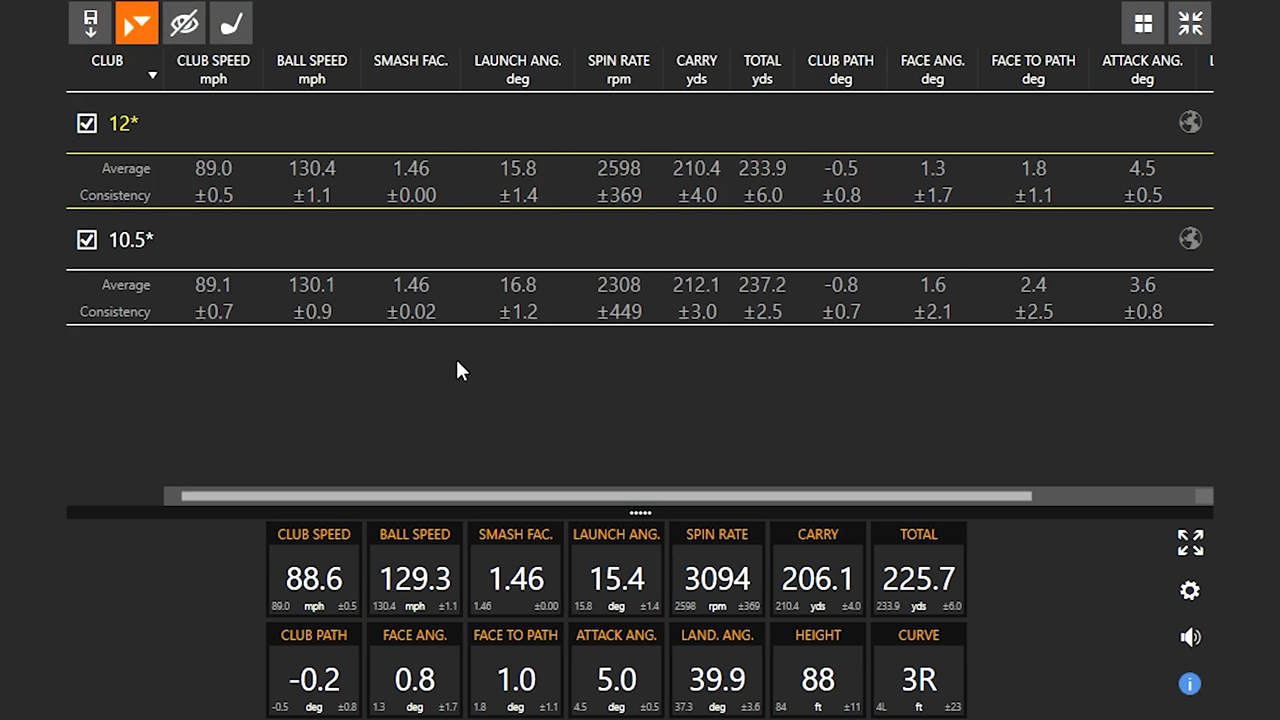 CLUB CLUB SPEED BALL SPEED SMASH FAC. LAUNCH ANG. SPIN RATE CARRY TOTAL CLUB PATH FACE ANG. FACE TO PATH ATTACK ANG.
mph mph deg rpm yds yds deg deg deg deg
12*
Average 89.0 130.4 1.46 15.8 2598 210.4 233.9 -0.5 1.3 1.8 4.5
Consistency ±0.5 ±1.1 ±0.00 ±1.4 ±369 ±4.0 ±6.0 ±0.8 ±1.7 ±1.1 ±0.5
10.5*
Average 89.1 130.1 1.46 16.8 2308 212.1 237.2 -0.8 1.6 2.4 3.6
Consistency ±0.7 ±0.9 ±0.02 ±1.2 ±449 ±3.0 ±2.5 ±0.7 ±2.1 ±2.5 ±0.8
CLUB SPEED BALL SPEED SMASH FAC. LAUNCH ANG. SPIN RATE CARRY TOTAL
88.6 129.3 1.46 15.4 3094 206.1 225.7
89.0 mph ±0.5 130.4 mph ±1.1 1.46 ±0.00 15.8 deg ±1.4 2598 rpm ±369 210.4 yds ±4.0 233.9 yds ±6.0
CLUB PATH FACE ANG. FACE TO PATH ATTACK ANG. LAND. ANG. HEIGHT CURVE
-0.2 0.8 1.0 5.0 39.9 88 3R
-0.5 deg ±0.8 1.3 deg ±1.7 1.8 deg ±1.1 4.5 deg ±0.5 37.3 deg ±3.6 84 ft ±11 4L ft ±23